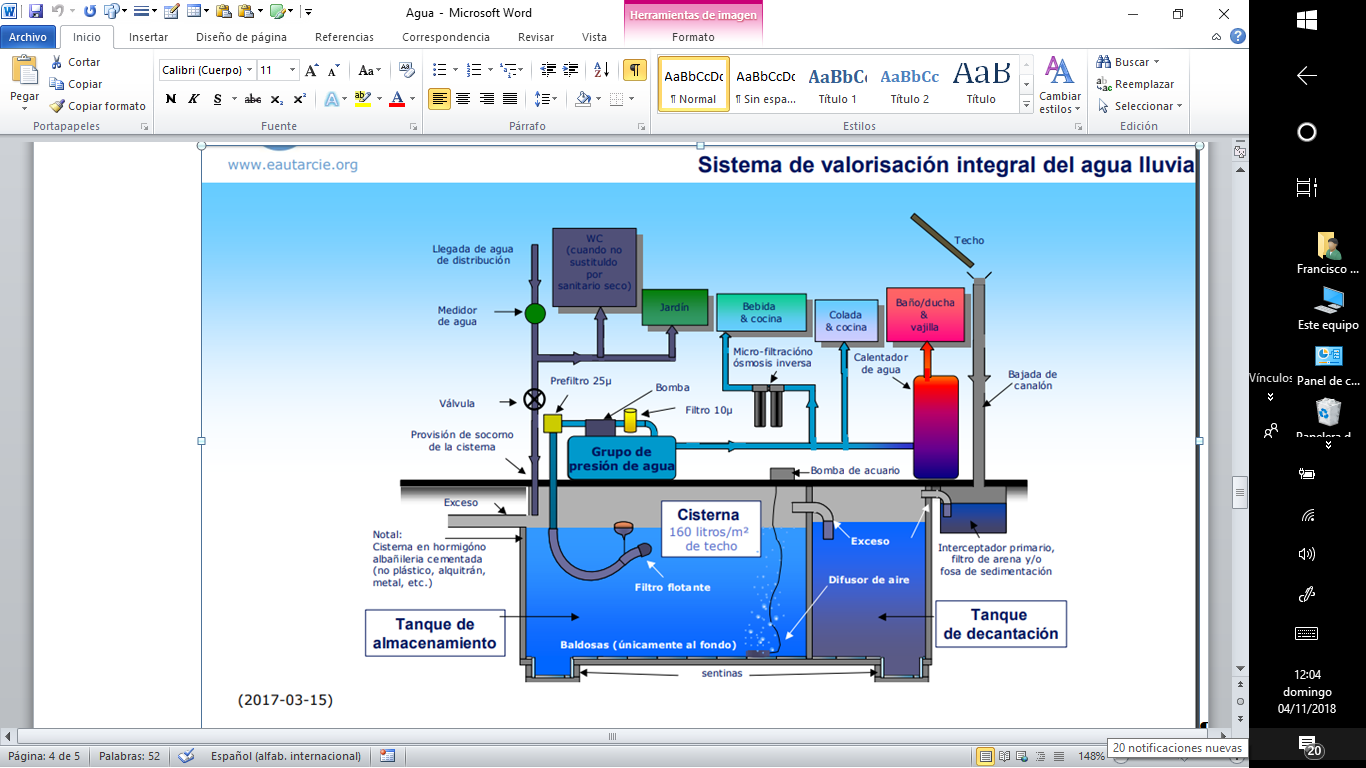 Agua - Microsoft Word
Herramientas de imagen
Archivo
Inicio
Insertar
Diseño de página
Referencias
Correspondencia
Revisar
Vista
Formato
Pegar
Cortar
Copiar
Copiar formato
Portapapeles
Calibri (Cuerpo)
11
Fuente
Párrafo
AaBbCcDc
¶ Normal
AaBbCcDc
¶ Sin espa...
AaBbCc
Título 1
AaBbCc
Título 2
AaB
Título
Cambiar
estilos
Estilos
Buscar
Reemplazar
Seleccionar
Edición
www.eautarcie.org
Sistema de valorisación integral del agua lluvia
Llegada de agua
de distribución
WC
(cuando no
sustituído
por
sanitario seco)
Techo
Medidor
de agua
Jardín
Bebida
& cocina
Colada
& cocina
Baño/ducha
&
vajilla
Micro-filtracióno
ósmosis inversa
Calentador
de agua
Bajada de
canalón
Prefiltro 25µ
Bomba
Filtro 10µ
Válvula
Provisión de socorno
de la cistema
Grupo de
presión de agua
Bomba de acuario
Exceso
Cisterna
160 litros/m²
de techo
Notal:
Cistema en hormigóno
albañileria cementada
(no plástico, alquitrán,
metal, etc.)
Exceso
Interceptador primario,
filtro de arena y/o
fosa de sedimentación
Filtro flotante
Difusor de aire
Tanque de
almacenamiento
Tanque
de decantación
Baldosas (únicamente al fondo)
sentinas
(2017-03-15)
Página: 4 de 5
Palabras: 52
Español (alfab. internacional)
148%
20 notificaciones nuevas
Francisco ...
Este equipo
Vínculos
Panel de c...
Papelera d
12:04
domingo
04/11/2018
20